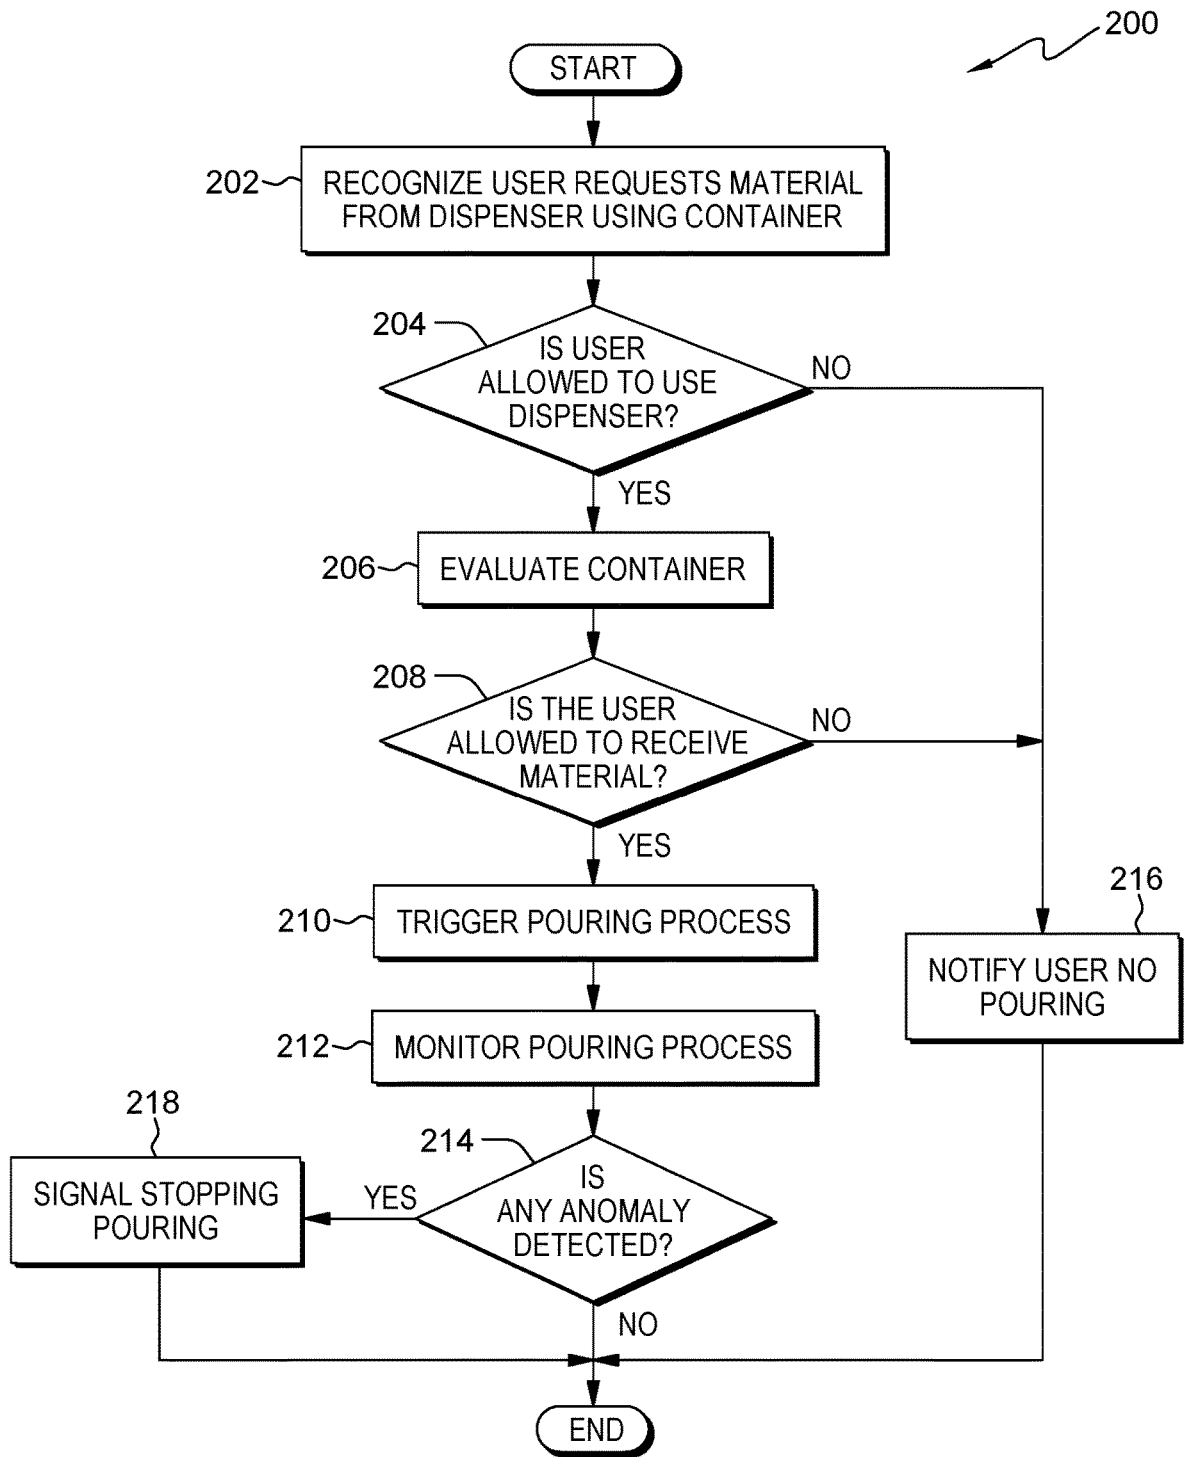 200
START
202
RECOGNIZE USER REQUESTS MATERIAL
FROM DISPENSER USING CONTAINER
204
IS USER
ALLOWED TO USE
DISPENSER?
NO
YES
206
EVALUATE CONTAINER
208
IS THE USER
ALLOWED TO RECEIVE
MATERIAL?
NO
YES
210
TRIGGER POURING PROCESS
216
NOTIFY USER NO
POURING
212
MONITOR POURING PROCESS
218
SIGNAL STOPPING
POURING
214
IS
ANY ANOMALY
DETECTED?
YES
NO
END